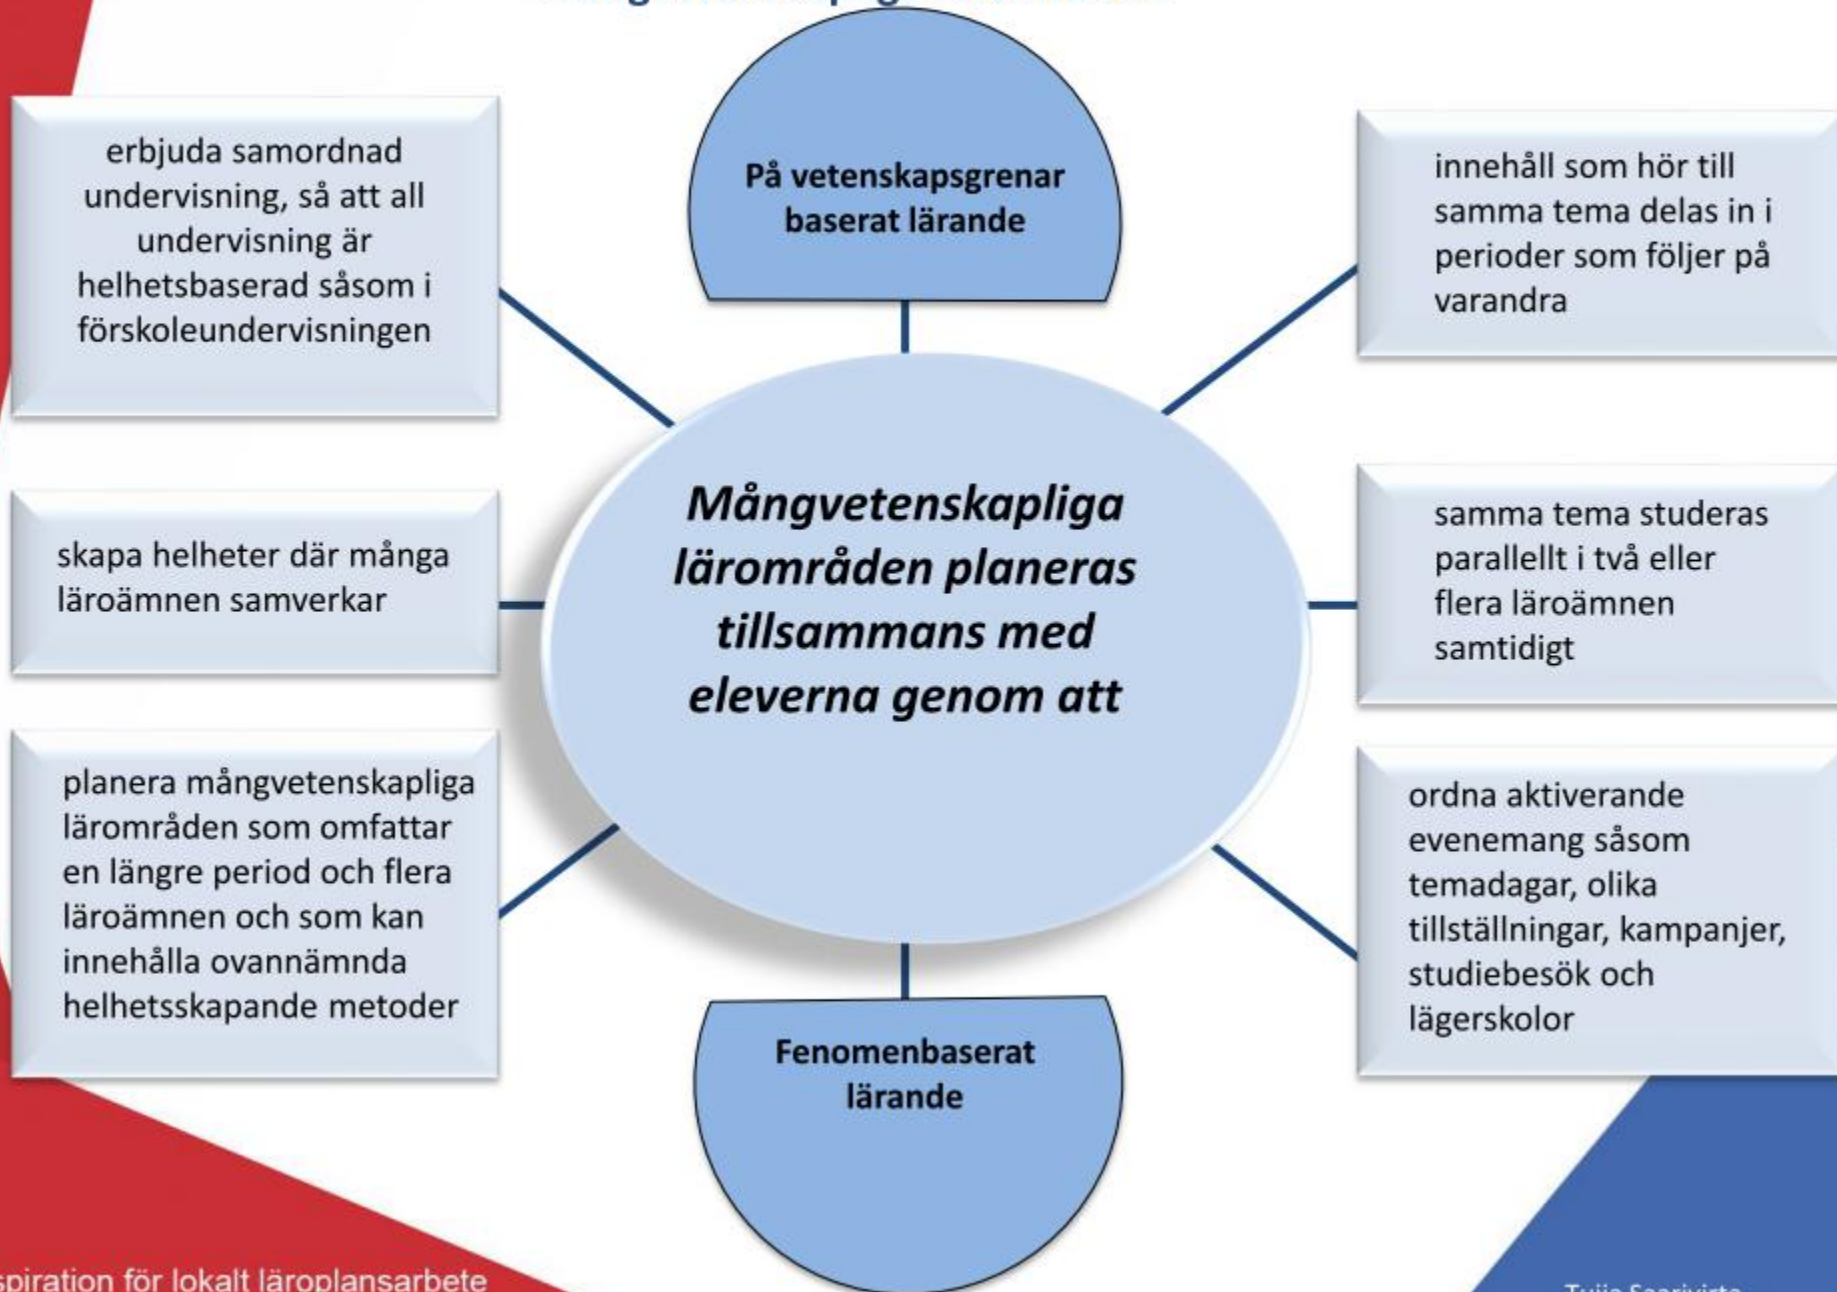 På vetenskapsgrenar
baserat lärande
erbjuda samordnad
undervisning, så att all
undervisning är
helhetsbaserad såsom i
förskoleundervisningen
innehåll som hör till
samma tema delas in i
perioder som följer på
varandra
skapa helheter där många
läroämnen samverkar
Mångvetenskapliga
lärområden planeras
tillsammans med
eleverna genom att
samma tema studeras
parallellt i två eller
flera läroämnen
samtidigt
planera mångvetenskapliga
lärområden som omfattar
en längre period och flera
läroämnen och som kan
innehålla ovannämnda
helhetsskapande metoder
ordna aktiverande
evenemang såsom
temadagar, olika
tillställningar, kampanjer,
studiebesök och
lägerskolor
Fenomenbaserat
lärande
spiration för lokalt läroplansarbete
Tuija Saarivirta